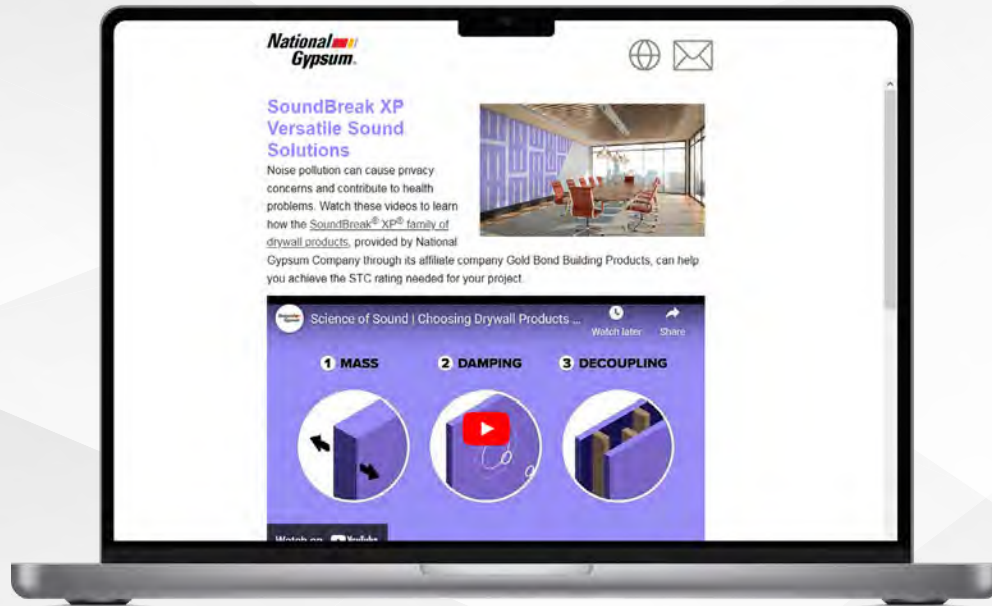 National
Gypsum.
SoundBreak XP
Versatile Sound
Solutions
Noise pollution can cause privacy
concerns and contribute to health
problems. Watch these videos to learn
how the SoundBreak® XP® family of
drywall products, provided by National
Gypsum Company through its affiliate company Gold Bond Building Products, can help
you achieve the STC rating needed for your project.
Science of Sound | Choosing Drywall Products ...
Watch later
Share
1 MASS
2 DAMPING
3 DECOUPLING
Watch on YouTube